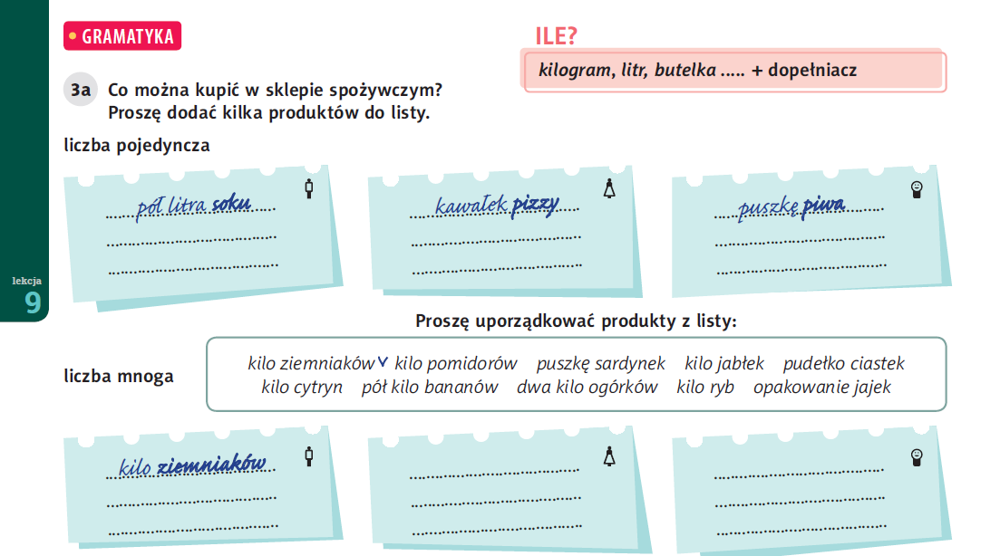 GRAMATYKA
ILE?
kilogram, litr, butelka ..... + dopełniacz
3a Co można kupić w sklepie spożywczym?
Proszę dodać kilka produktów do listy.
liczba pojedyncza
pół litra soku
kawałek pizzy
puszkę piwa
lekcja
9
Proszę uporządkować produkty z listy:
liczba mnoga
kilo ziemniaków kilo pomidorów puszkę sardynek kilo jabłek pudełko ciastek
kilo cytryn pół kilo bananów dwa kilo ogórków kilo ryb opakowanie jajek
kilo ziemniaków